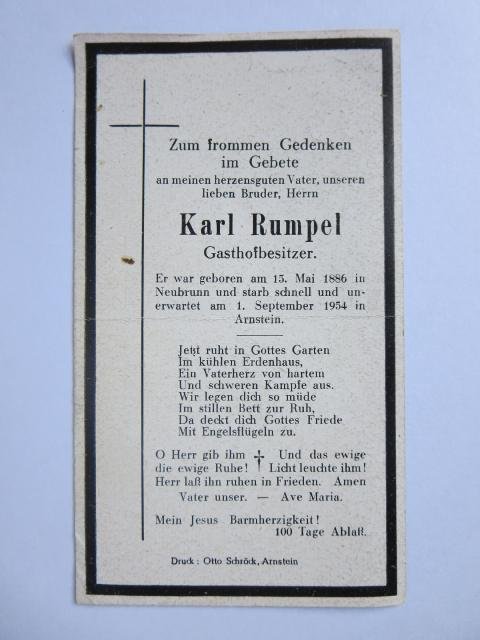 Zum frommen Gedenken
im Gebete
an meinen herzensguten Vater, unseren
lieben Bruder, Herrn
Karl Rumpel
Gasthofbesitzer.
Er war geboren am 15. Mai 1886 in
Neubrunn und starb schnell und un-
erwartet am 1. September 1954 in
Arnstein.
Jetzt ruht in Gottes Garten
Im kühlen Erdenhaus,
Ein Vaterherz von hartem
Und schweren Kampfe aus.
Wir legen dich so müde
Im stillen Bett zur Ruh,
Da deckt dich Gottes Friede
Mit Engelsflügeln zu.
O Herr gib ihm † Und das ewige
die ewige Ruhe! Licht leuchte ihm!
Herr laß ihn ruhen in Frieden. Amen
Vater unser. — Ave Maria.
Mein Jesus Barmherzigkeit!
100 Tage Ablaß.
Druck: Otto Schröck, Arnstein